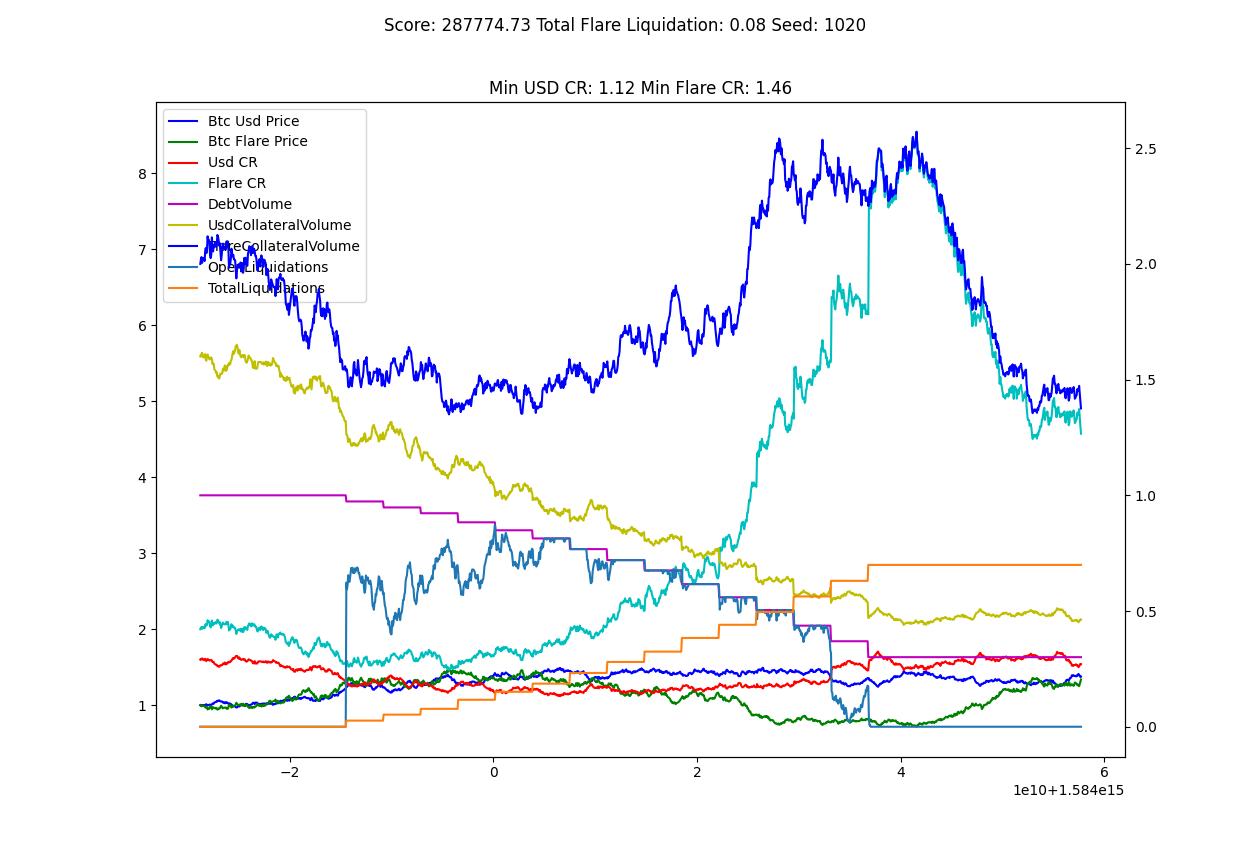 Score: 287774.73 Total Flare Liquidation: 0.08 Seed: 1020
Min USD CR: 1.12 Min Flare CR: 1.46
Btc Usd Price
Btc Flare Price
Usd CR
Flare CR
DebtVolume
UsdCollateralVolume
FlareCollateralVolume
OpenLiquidations
TotalLiquidations
8
7
6
5
4
3
2
1
2.5
2.0
1.5
1.0
0.5
0.0
−2
0
2
4
6
1e10+1.584e15